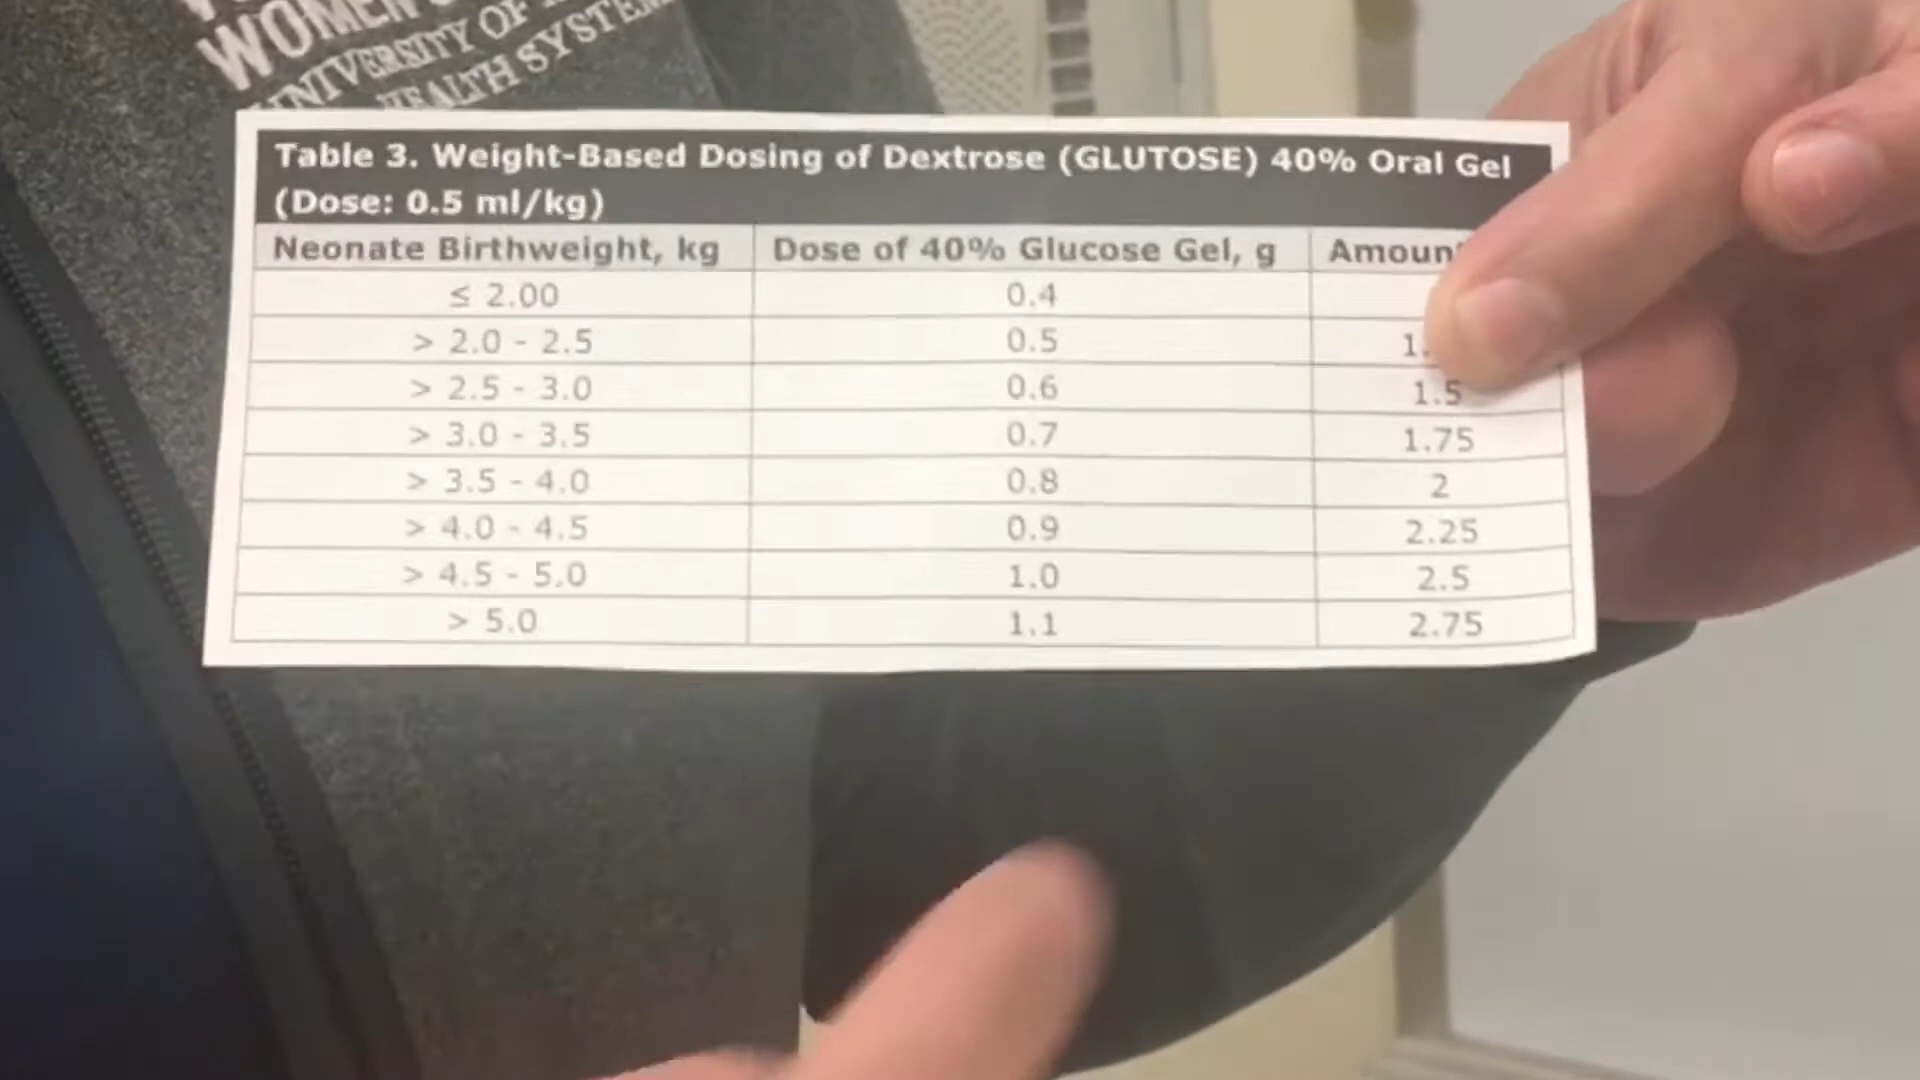 WOMEN
UNIVERSITY OF
HEALTH SYSTEM
Table 3. Weight-Based Dosing of Dextrose (GLUTOSE) 40% Oral Gel
(Dose: 0.5 ml/kg)
Neonate Birthweight, kg Dose of 40% Glucose Gel, g Amoun
≤ 2.00 0.4
> 2.0 - 2.5 0.5 1.
> 2.5 - 3.0 0.6 1.5
> 3.0 - 3.5 0.7 1.75
> 3.5 - 4.0 0.8 2
> 4.0 - 4.5 0.9 2.25
> 4.5 - 5.0 1.0 2.5
> 5.0 1.1 2.75